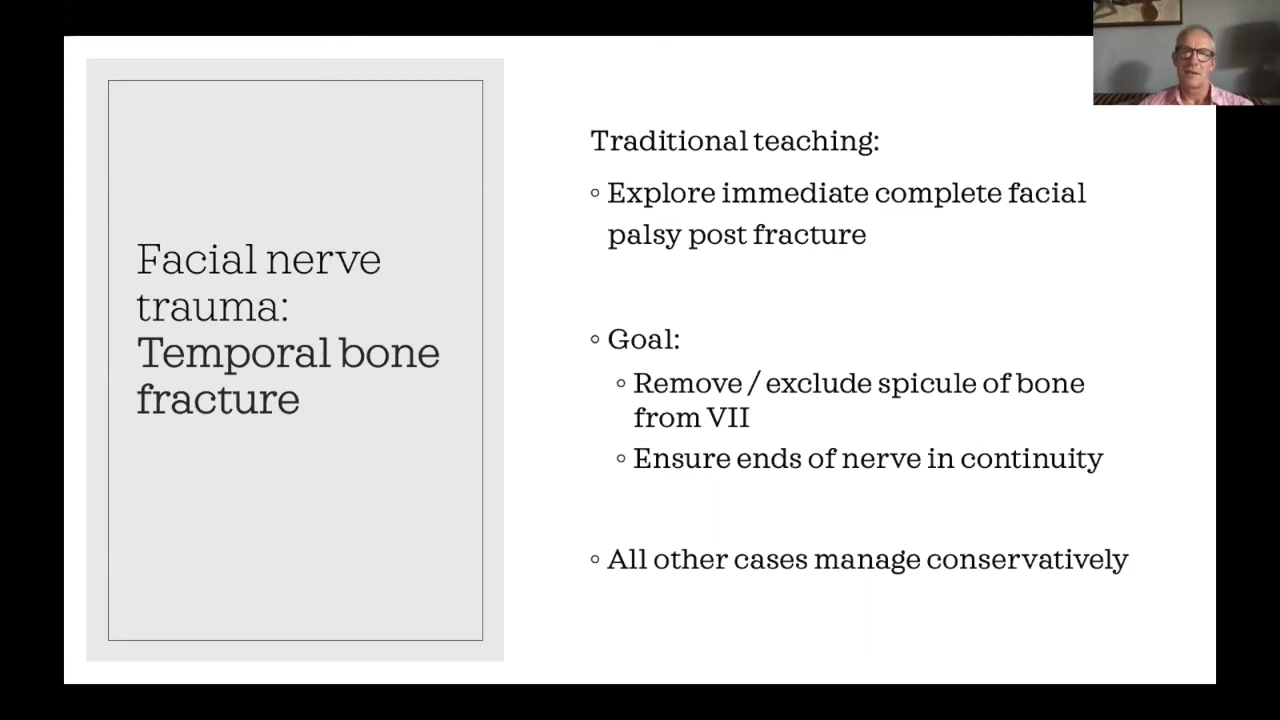 Facial nerve
trauma:
Temporal bone
fracture
Traditional teaching:
◦ Explore immediate complete facial
palsy post fracture
◦ Goal:
◦ Remove / exclude spicule of bone
from VII
◦ Ensure ends of nerve in continuity
◦ All other cases manage conservatively